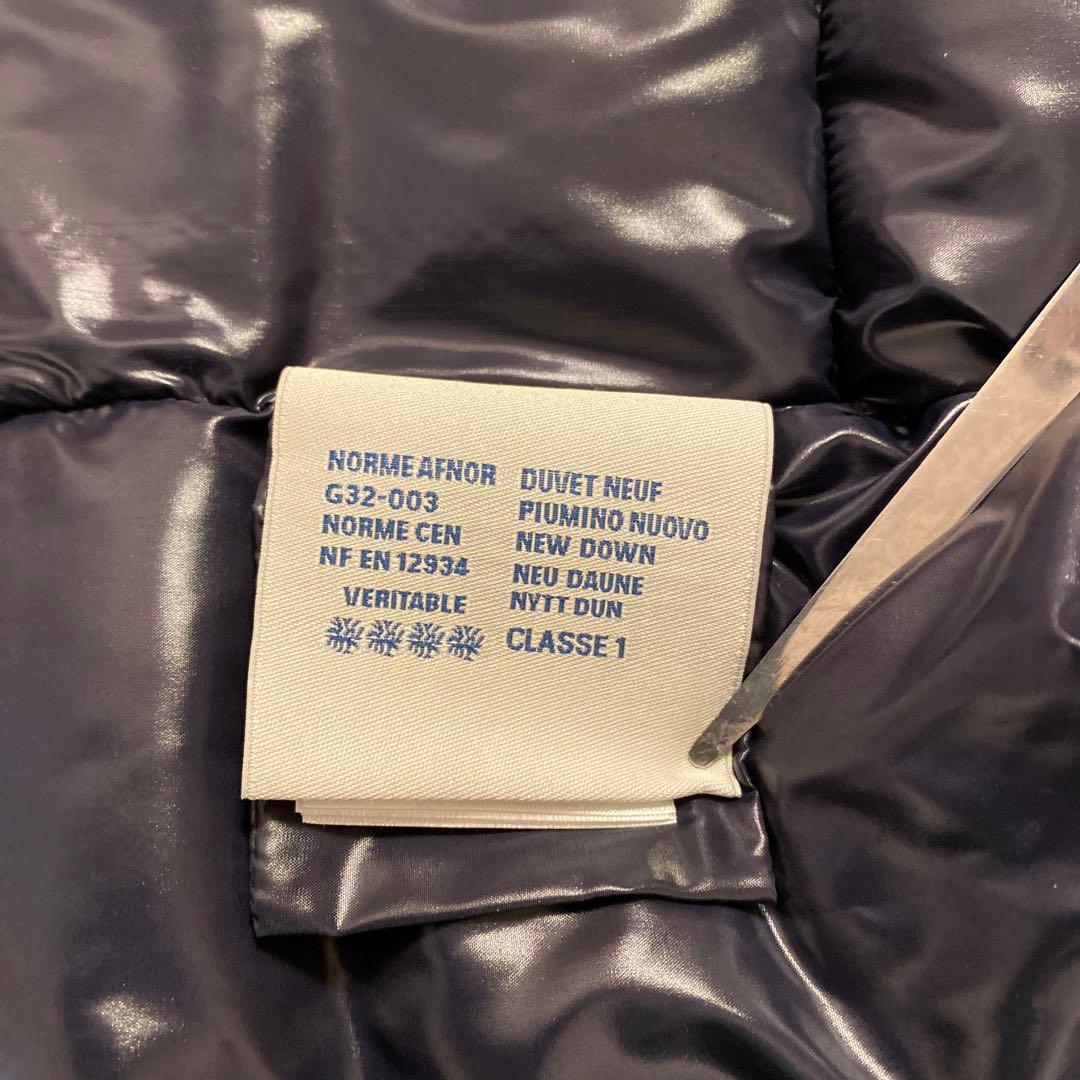 NORME AFNOR
G32-003
NORME CEN
NF EN 12934
VERITABLE
DUVET NEUF
PIUMINO NUOVO
NEW DOWN
NEU DAUNE
NYTT DUN
CLASSE 1